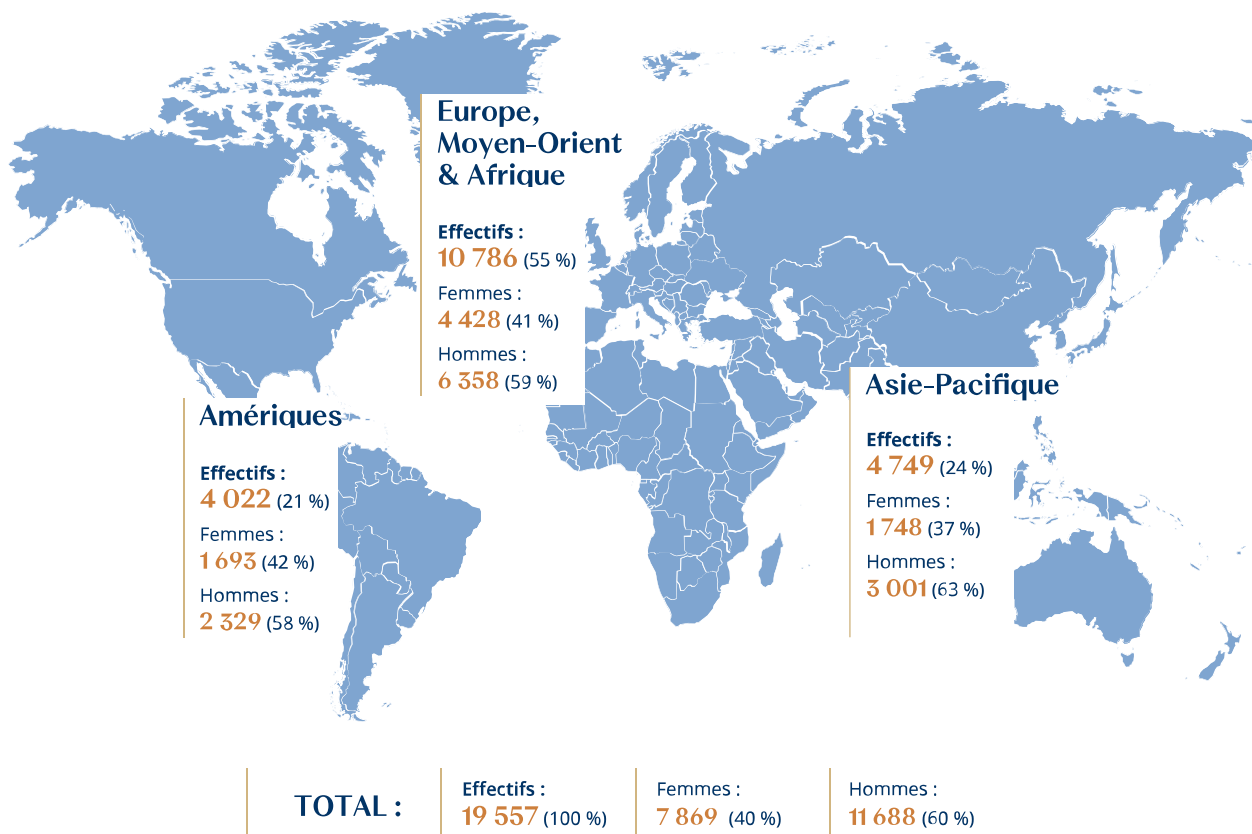 Europe,
Moyen-Orient
& Afrique
Effectifs :
10 786 (55 %)
Femmes :
4 428 (41 %)
Hommes :
6 358 (59 %)
Amériques
Effectifs :
4 022 (21 %)
Femmes :
1 693 (42 %)
Hommes :
2 329 (58 %)
Asie-Pacifique
Effectifs :
4 749 (24 %)
Femmes :
1 748 (37 %)
Hommes :
3 001 (63 %)
TOTAL :
Effectifs :
19 557 (100 %)
Femmes :
7 869 (40 %)
Hommes :
11 688 (60 %)